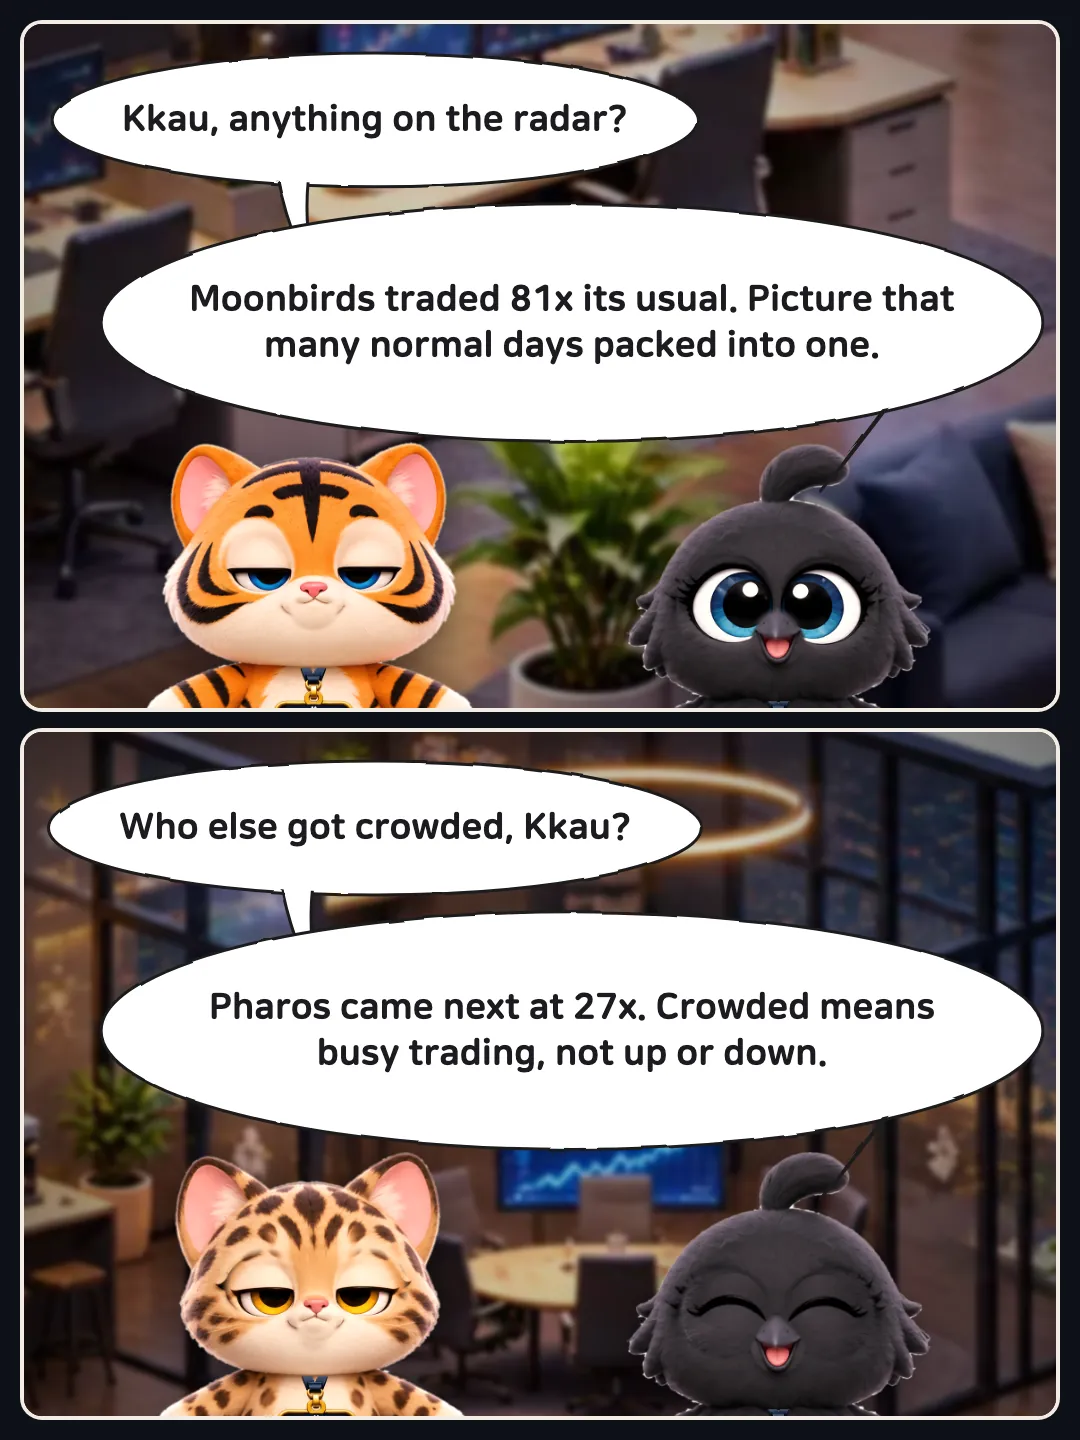 Kkau, anything on the radar?
Moonbirds traded 81x its usual. Picture that
many normal days packed into one.
Who else got crowded, Kkau?
Pharos came next at 27x. Crowded means
busy trading, not up or down.